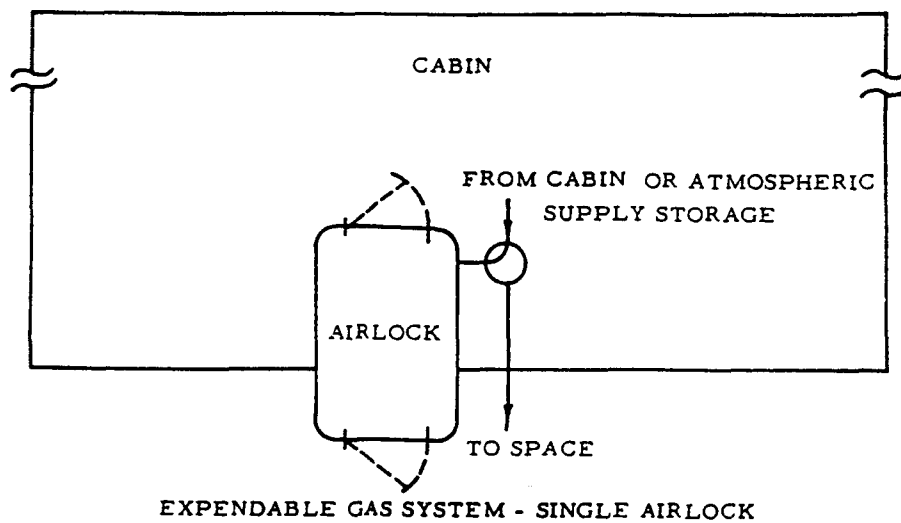 CABIN
FROM CABIN OR ATMOSPHERIC
SUPPLY STORAGE
AIRLOCK
TO SPACE
EXPENDABLE GAS SYSTEM - SINGLE AIRLOCK